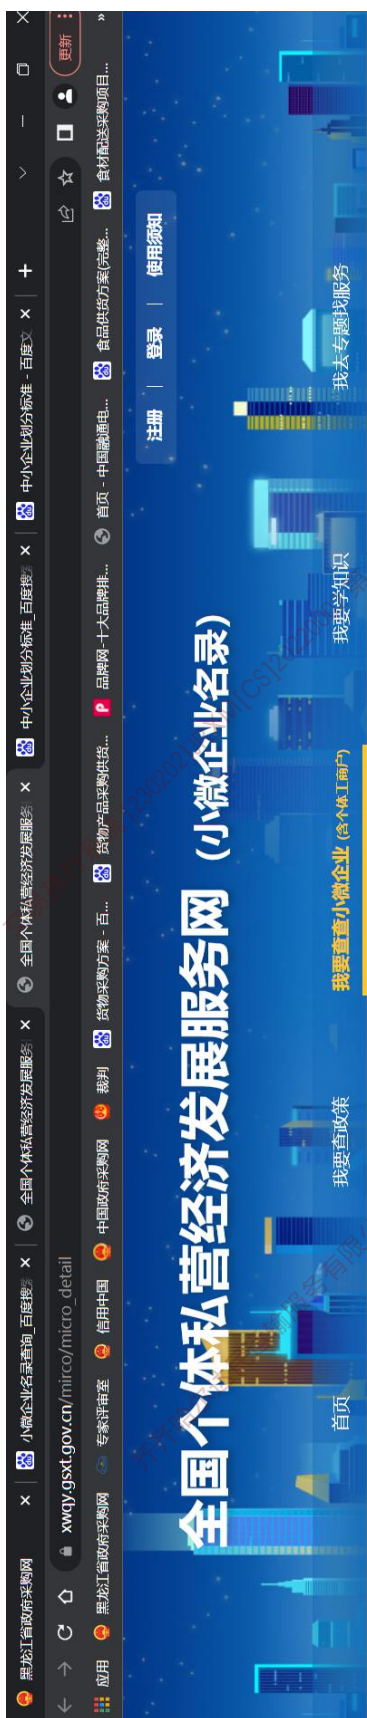 黑龙江省政府采购网
小微企业名录查询_百度搜
全国个体私营经济发展服务
全国个体私营经济发展服务
中小企业划分标准_百度搜
中小企业划分标准 - 百度文
xwqy.gsxt.gov.cn/mirco/micro_detail
更新
应用
黑龙江省政府采购网
专家评审室
信用中国
中国政府采购网
裁判
货物采购方案 - 百...
货物产品采购供货...
品牌网-十大品牌排...
首页 - 中国融通电...
食品供货方案(完整...
食材配送采购项目...
注册 | 登录 | 使用须知
全国个体私营经济发展服务网 (小微企业名录)
首页
我要查政策
我要查查小微企业 (含个体工商户)
我要学知识
我去专题找服务